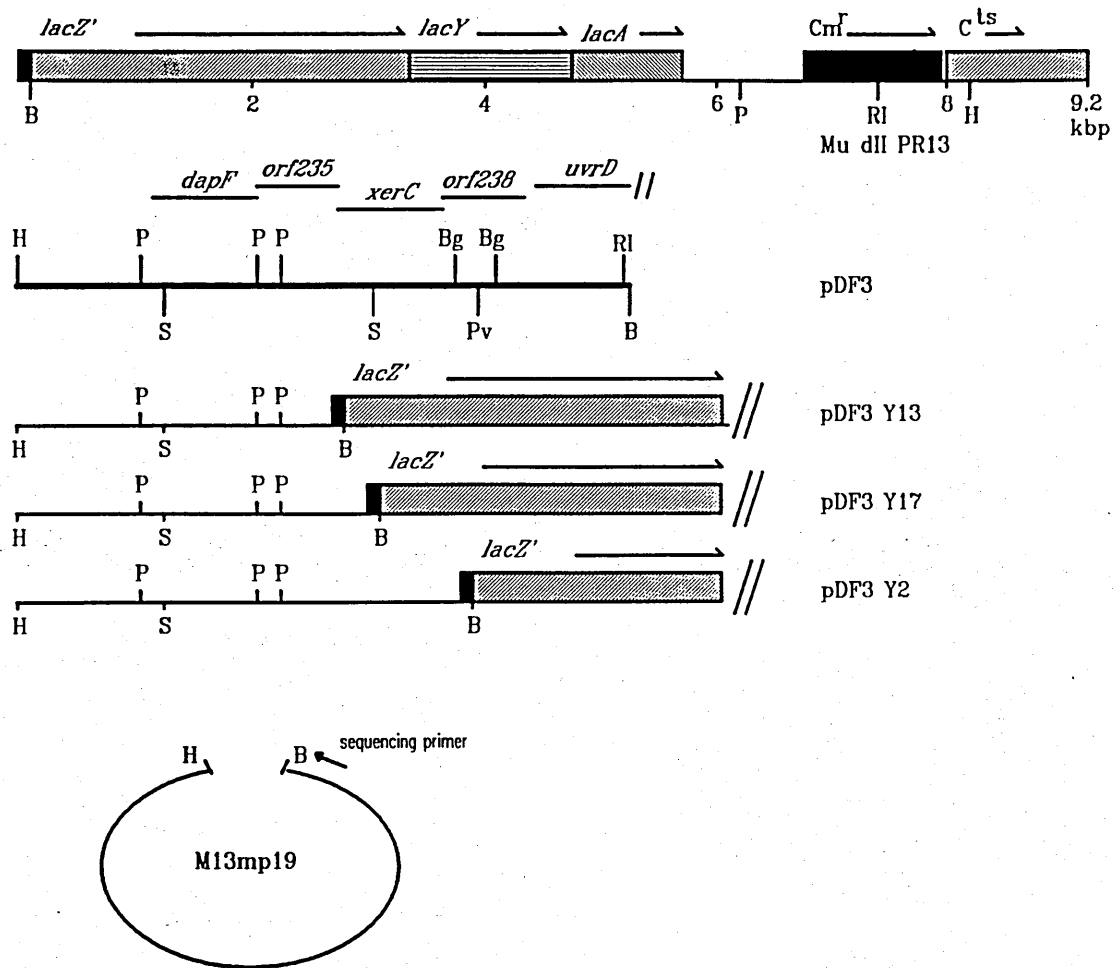 lacZ' lacY lacA Cmʳ Cᵗˢ
B 2 4 6 P RI 8 H 9.2
kbp
Mu dII PR13
dapF orf235 xerC orf238 uvrD
H P P P Bg Bg RI
pDF3
S S Pv B
lacZ'
P P P
pDF3 Y13
H S B
lacZ'
P P P
pDF3 Y17
H S B
lacZ'
P P P
pDF3 Y2
H S B
H B sequencing primer
M13mp19